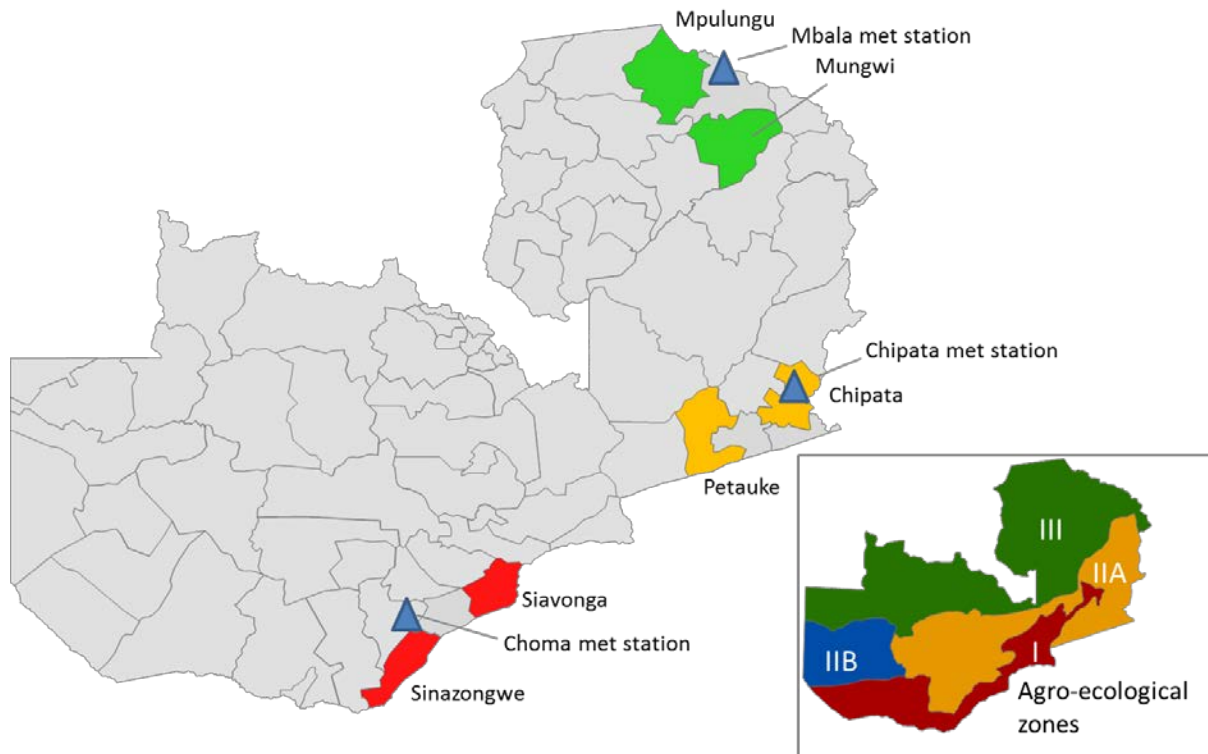 Mpulungu
Mbala met station
Mungwi
Chipata met station
Chipata
Petauke
Siavonga
Choma met station
Sinazongwe
III
IIA
IIB
I
Agro-ecological
zones